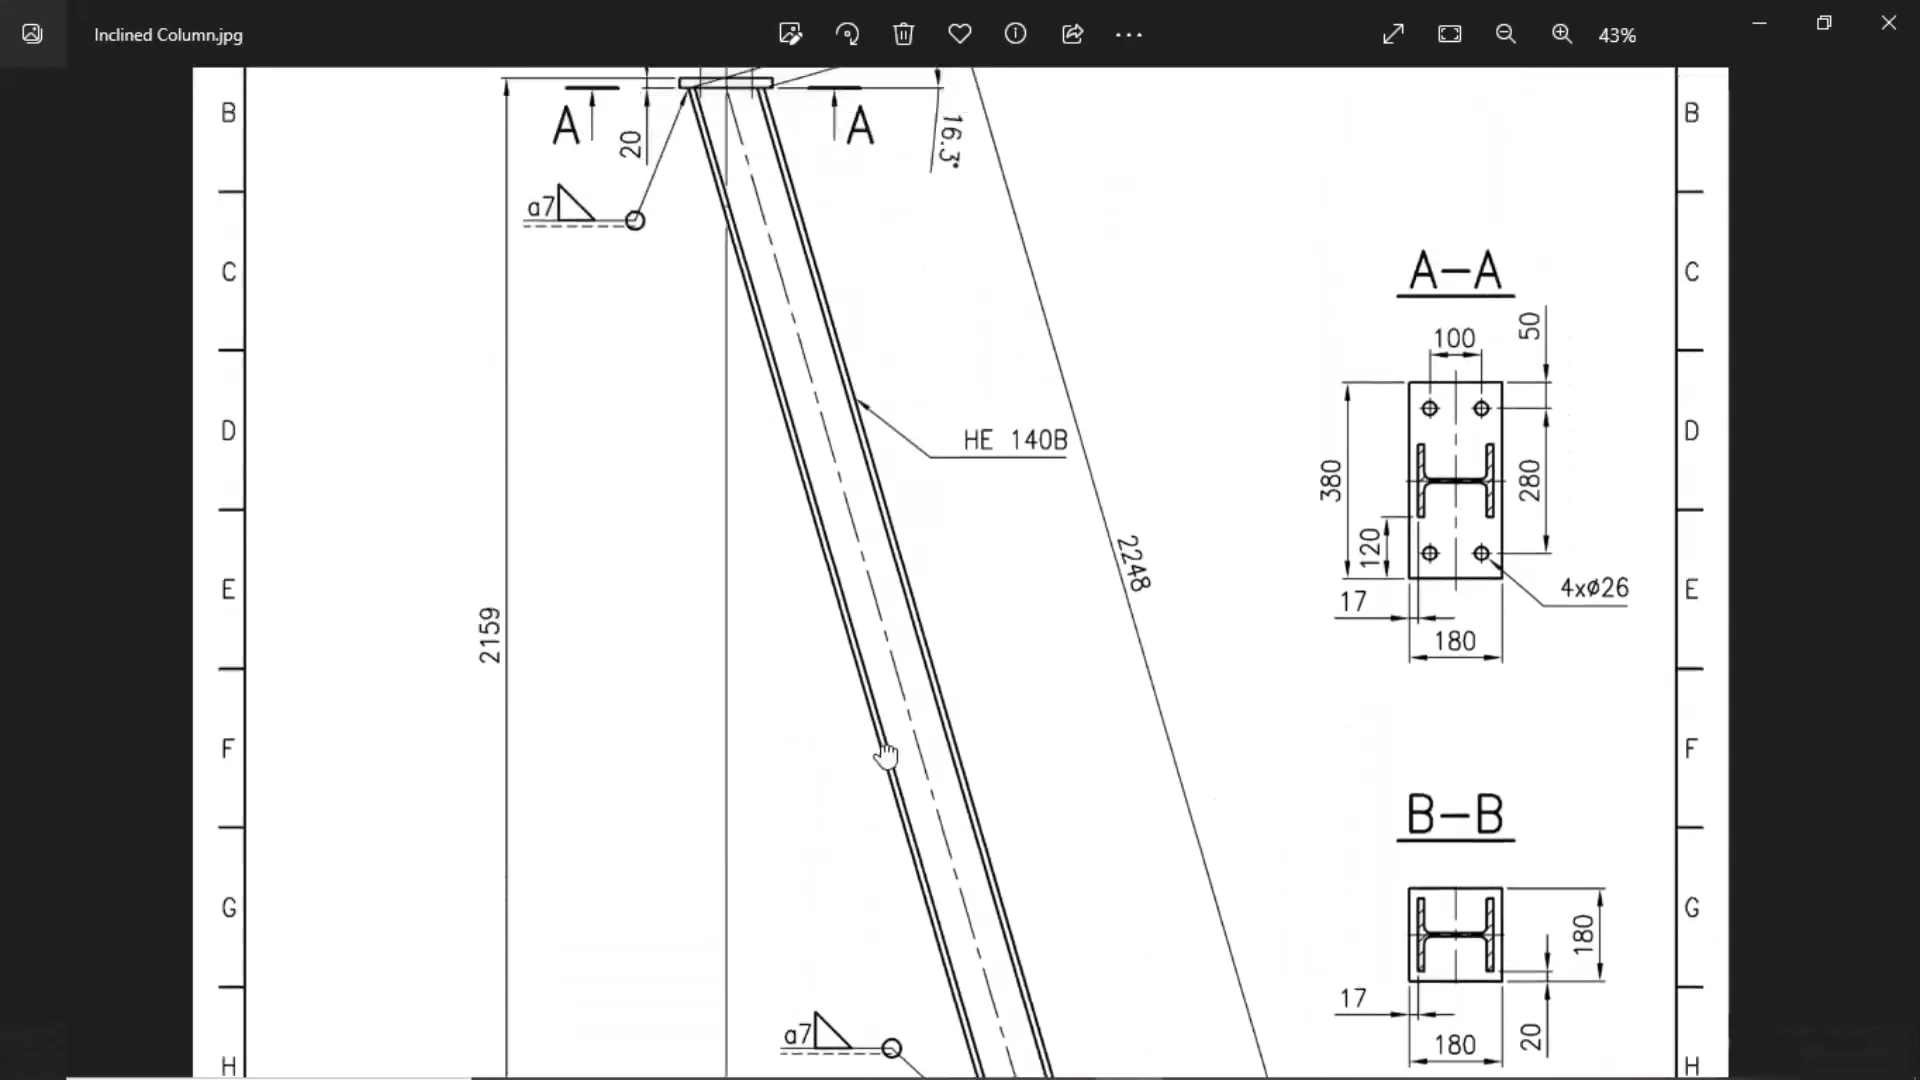 Inclined Column.jpg
43%
B
B
A
A
20
16.3°
a7
C
C
A-A
50
100
D
D
HE 140B
380
280
120
E
E
4xø26
17
180
2248
2159
F
F
B-B
G
G
180
17
20
180
a7
H
H